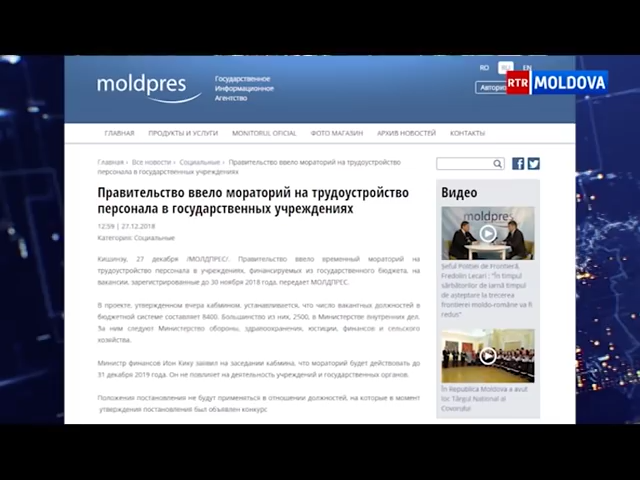 moldpres
Государственное
Информационное
Агентство
RO RU EN
Авториз
RTR MOLDOVA
ГЛАВНАЯ ПРОДУКТЫ И УСЛУГИ MONITORUL OFICIAL ФОТО МАГАЗИН АРХИВ НОВОСТЕЙ КОНТАКТЫ
Главная › Все новости › Социальные › Правительство ввело мораторий на трудоустройство
персонала в государственных учреждениях
Правительство ввело мораторий на трудоустройство
персонала в государственных учреждениях
12:59 | 27.12.2018
Категория: Социальные
Кишинэу, 27 декабря /МОЛДПРЕС/. Правительство ввело временный мораторий на
трудоустройство персонала в учреждениях, финансируемых из государственного бюджета, на
вакансии, зарегистрированные до 30 ноября 2018 года, передает МОЛДПРЕС.
В проекте, утвержденном вчера кабмином, устанавливается, что число вакантных должностей в
бюджетной системе составляет 8400. Большинство из них, 2500, в Министерстве внутренних дел.
За ним следуют Министерство обороны, здравоохранения, юстиции, финансов и сельского
хозяйства.
Министр финансов Ион Кику заявил на заседании кабмина, что мораторий будет действовать до
31 декабря 2019 года. Он не повлияет на деятельность учреждений и государственных органов.
Положения постановления не будут применяться в отношении должностей, на которые в момент
утверждения постановления был объявлен конкурс
Видео
moldpres
Șeful Poliției de Frontieră,
Fredolin Lecari : "În timpul
sărbătorilor de iarnă timpul
de așteptare la trecerea
frontierei moldo-române va fi
redus"
În Republica Moldova a avut
loc Târgul Național al
Covorului